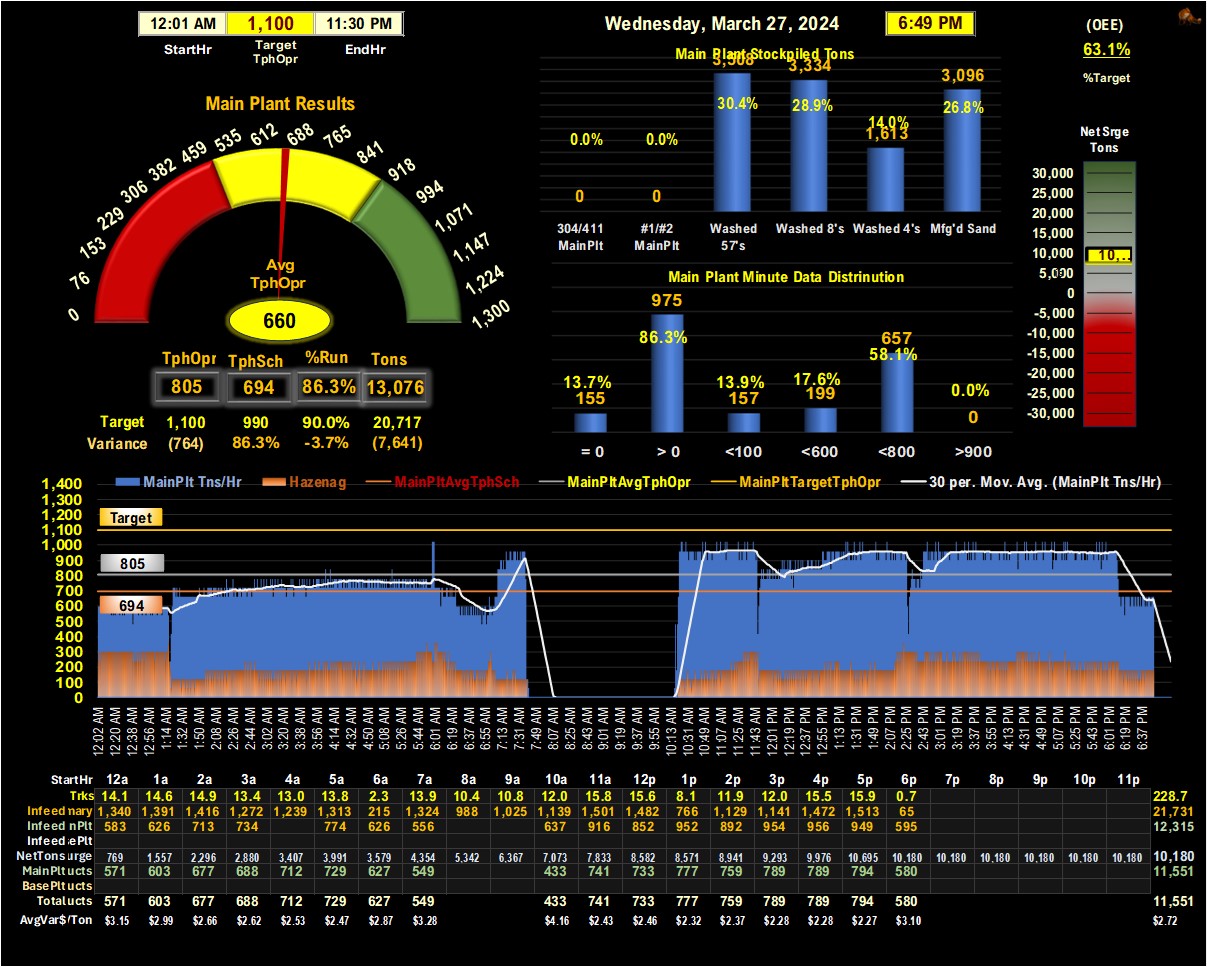 12:01 AM 1,100 11:30 PM
StartHr Target TphOpr EndHr
Wednesday, March 27, 2024 6:49 PM
(OEE)
63.1%
%Target
Main Plant Results
0 76 153 229 306 382 459 535 612 688 765 841 918 994 1,071 1,147 1,224 1,300
Avg
TphOpr
660
TphOpr TphSch %Run Tons
805 694 86.3% 13,076
Target 1,100 990 90.0% 20,717
Variance (764) 86.3% -3.7% (7,641)
Main Plant Stockpiled Tons
3,508 3,334 3,096
30.4% 28.9% 14.0% 26.8%
1,613
0.0% 0.0%
0 0
304/411 MainPlt #1/#2 MainPlt Washed 57's Washed 8's Washed 4's Mfg'd Sand
Main Plant Minute Data Distrinution
975
86.3% 657
58.1%
13.7% 13.9% 17.6% 0.0%
155 157 199 0
= 0 > 0 <100 <600 <800 >900
NetSrge
Tons
30,000
25,000
20,000
15,000
10,000 10,..
5,000
0
-5,000
-10,000
-15,000
-20,000
-25,000
-30,000
MainPlt Tns/Hr Hazenag MainPltAvgTphSch MainPltAvgTphOpr MainPltTargetTphOpr 30 per. Mov. Avg. (MainPlt Tns/Hr)
1,400
1,300
1,200 Target
1,100
1,000
900 805
800
700
600 694
500
400
300
200
100
0
12:02 AM 12:20 AM 12:38 AM 12:56 AM 1:14 AM 1:32 AM 1:50 AM 2:08 AM 2:26 AM 2:44 AM 3:02 AM 3:20 AM 3:38 AM 3:56 AM 4:14 AM 4:32 AM 4:50 AM 5:08 AM 5:26 AM 5:44 AM 6:01 AM 6:19 AM 6:37 AM 6:55 AM 7:13 AM 7:31 AM 7:49 AM 8:07 AM 8:25 AM 8:43 AM 9:01 AM 9:19 AM 9:37 AM 9:55 AM 10:13 AM 10:31 AM 10:49 AM 11:07 AM 11:25 AM 11:43 AM 12:01 PM 12:19 PM 12:37 PM 12:55 PM 1:13 PM 1:31 PM 1:49 PM 2:07 PM 2:25 PM 2:43 PM 3:01 PM 3:19 PM 3:37 PM 3:55 PM 4:13 PM 4:31 PM 4:49 PM 5:07 PM 5:25 PM 5:43 PM 6:01 PM 6:19 PM 6:37 PM
StartHr 12a 1a 2a 3a 4a 5a 6a 7a 8a 9a 10a 11a 12p 1p 2p 3p 4p 5p 6p 7p 8p 9p 10p 11p
Trks 14.1 14.6 14.9 13.4 13.0 13.8 2.3 13.9 10.4 10.8 12.0 15.8 15.6 8.1 11.9 12.0 15.5 15.9 0.7 228.7
Infeed nary 1,340 1,391 1,416 1,272 1,239 1,313 215 1,324 988 1,025 1,139 1,501 1,482 766 1,129 1,141 1,472 1,513 65 21,731
Infeed nPlt 583 626 713 734 774 626 556 637 916 852 952 892 954 956 949 595 12,315
Infeed ePlt
NetTons urge 769 1,557 2,296 2,880 3,407 3,991 3,579 4,354 5,342 6,367 7,073 7,833 8,582 8,571 8,941 9,293 9,976 10,695 10,180 10,180 10,180 10,180 10,180 10,180 10,180
MainPlt ucts 571 603 677 688 712 729 627 549 433 741 733 777 759 789 789 794 580 11,551
BasePlt ucts
Total ucts 571 603 677 688 712 729 627 549 433 741 733 777 759 789 789 794 580 11,551
AvgVar$/Ton $3.15 $2.99 $2.66 $2.62 $2.53 $2.47 $2.87 $3.28 $4.16 $2.43 $2.46 $2.32 $2.37 $2.28 $2.28 $2.27 $3.10 $2.72